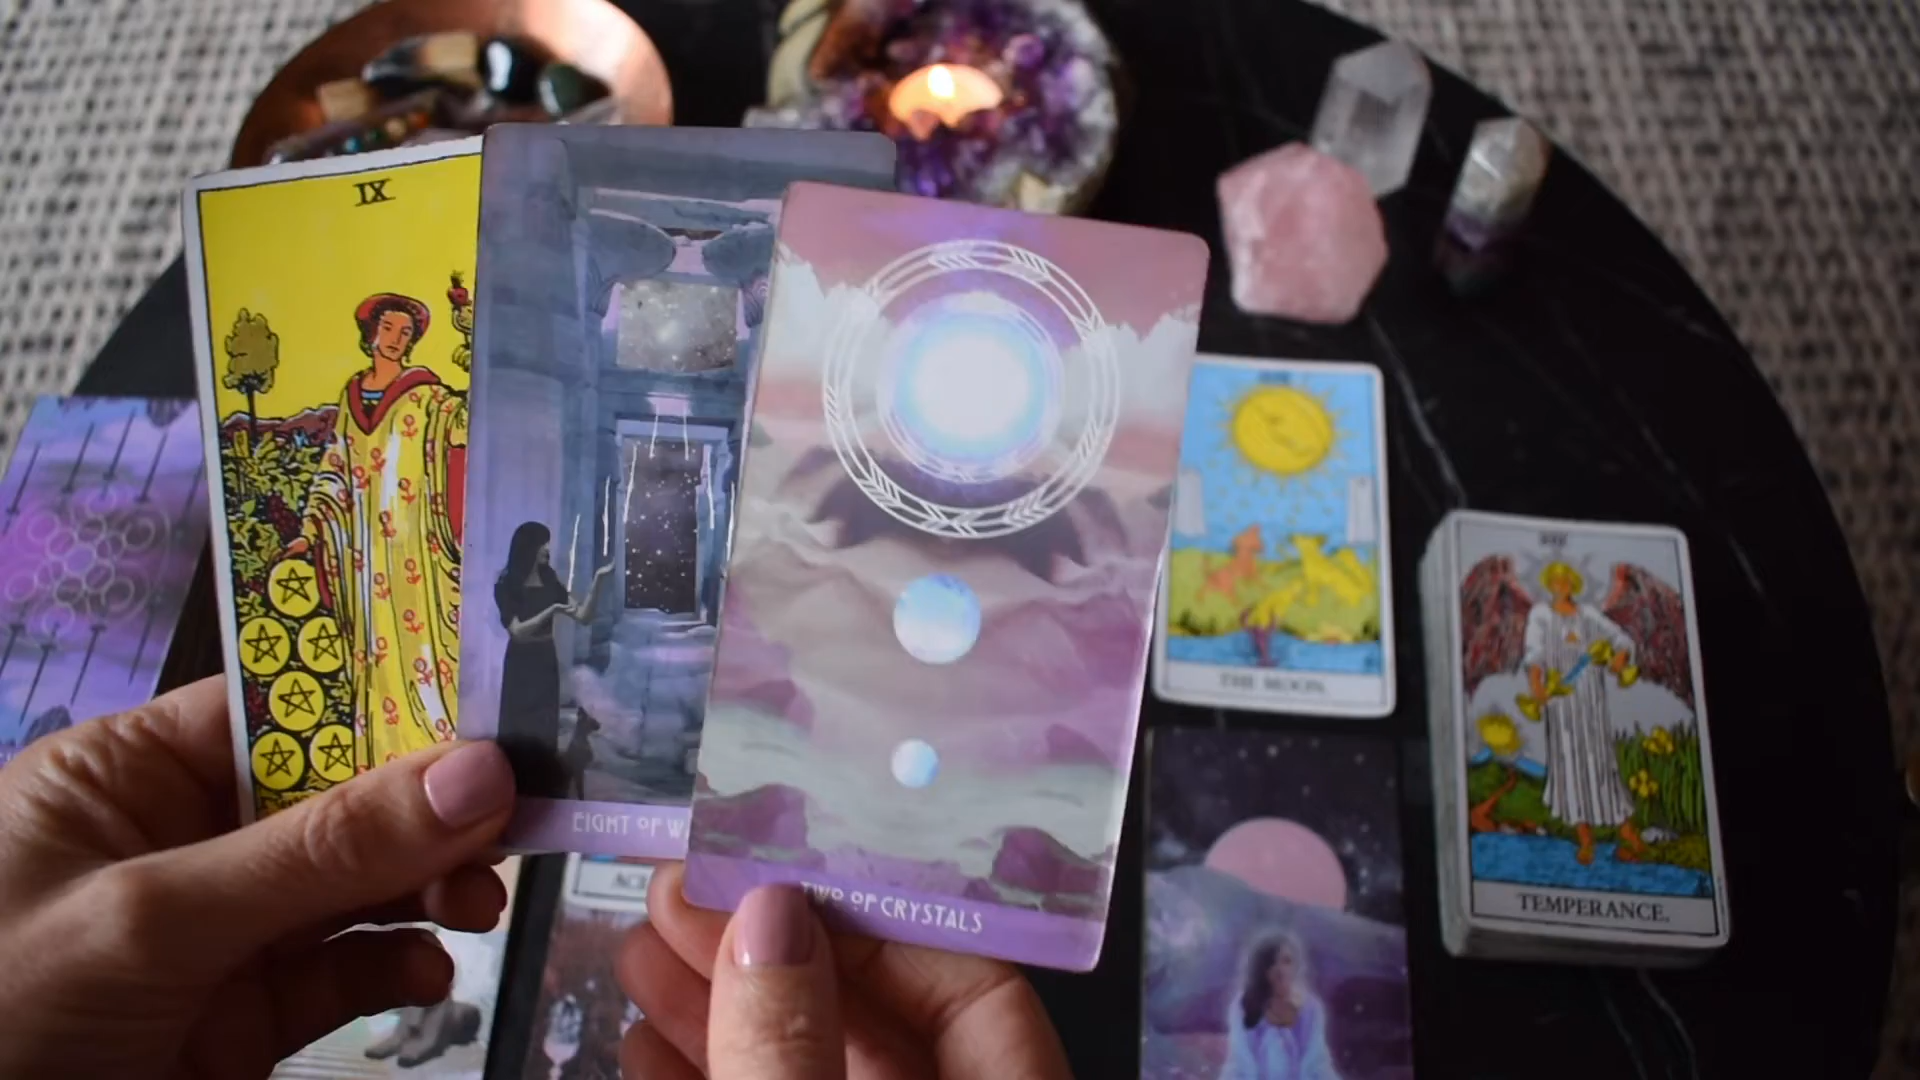 IX
EIGHT OF W
TWO OF CRYSTALS
THE MOON.
TEMPERANCE.